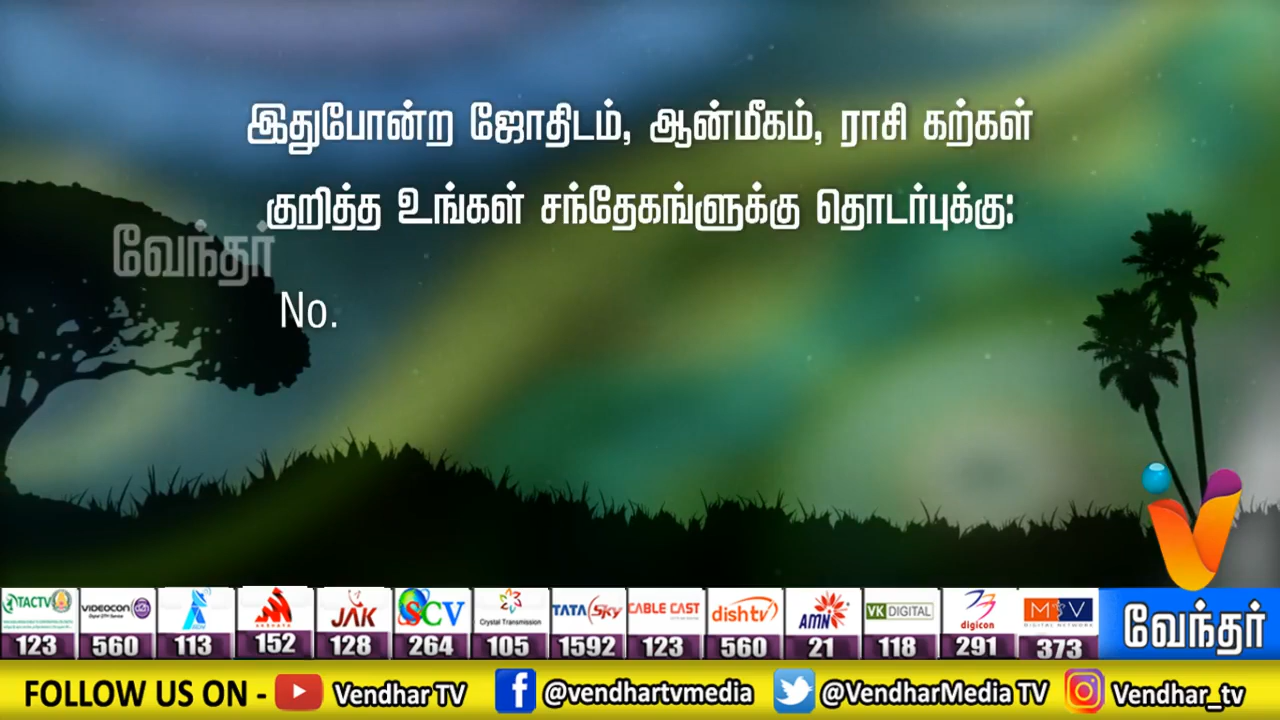 இதுபோன்ற ஜோதிடம், ஆன்மீகம், ராசி கற்கள்
குறித்த உங்கள் சந்தேகங்ளுக்கு தொடர்புக்கு:
வேந்தர்
No.
TACTV VIDEOCON JAK SCV Crystal Transmission TATA Sky CABLE CAST dishtv AMN VK DIGITAL digicon M TV DIGITAL NETWORK
123 560 113 152 128 264 105 1592 123 560 21 118 291 373
வேந்தர்
FOLLOW US ON - Vendhar TV @vendhartvmedia @VendharMedia TV Vendhar_tv